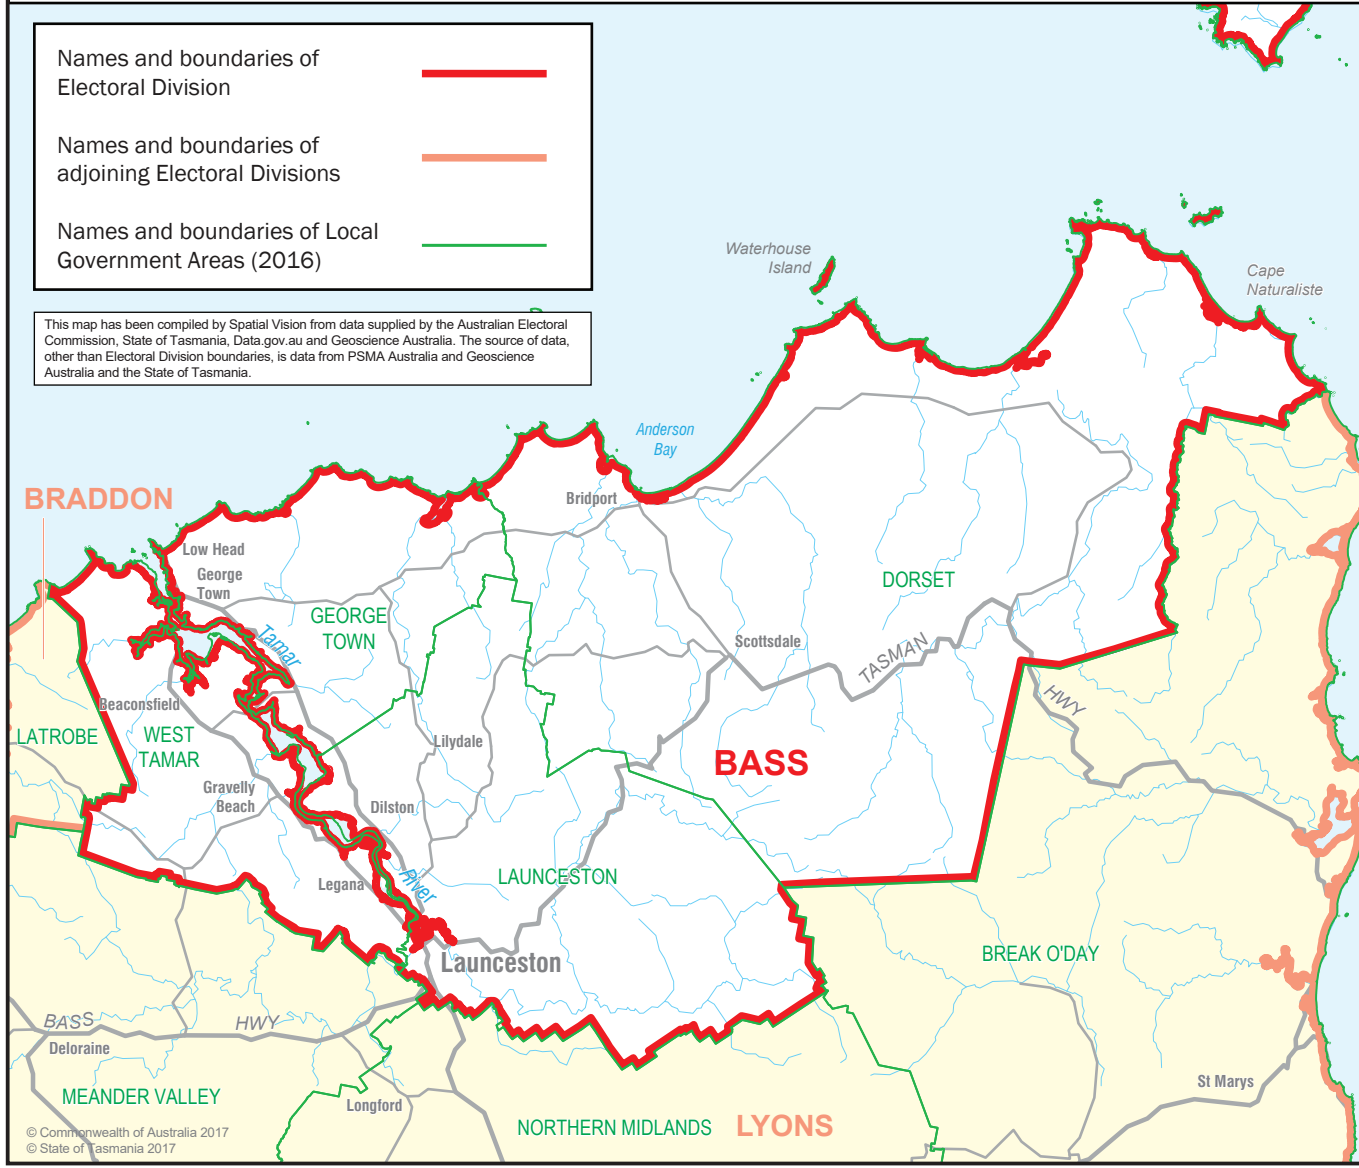 Names and boundaries of
Electoral Division
Names and boundaries of
adjoining Electoral Divisions
Names and boundaries of Local
Government Areas (2016)
This map has been compiled by Spatial Vision from data supplied by the Australian Electoral
Commission, State of Tasmania, Data.gov.au and Geoscience Australia. The source of data,
other than Electoral Division boundaries, is data from PSMA Australia and Geoscience
Australia and the State of Tasmania.
Waterhouse
Island
Cape
Naturaliste
Anderson
Bay
BRADDON
Bridport
Low Head
George
Town
DORSET
GEORGE
TOWN
Tamar
Scottsdale
TASMAN
HWY
Beaconsfield
LATROBE
WEST
TAMAR
Lilydale
BASS
Gravelly
Beach
Dilston
Legana
River
LAUNCESTON
BREAK O'DAY
Launceston
BASS
HWY
Deloraine
St Marys
MEANDER VALLEY
Longford
NORTHERN MIDLANDS
LYONS
© Commonwealth of Australia 2017
© State of Tasmania 2017